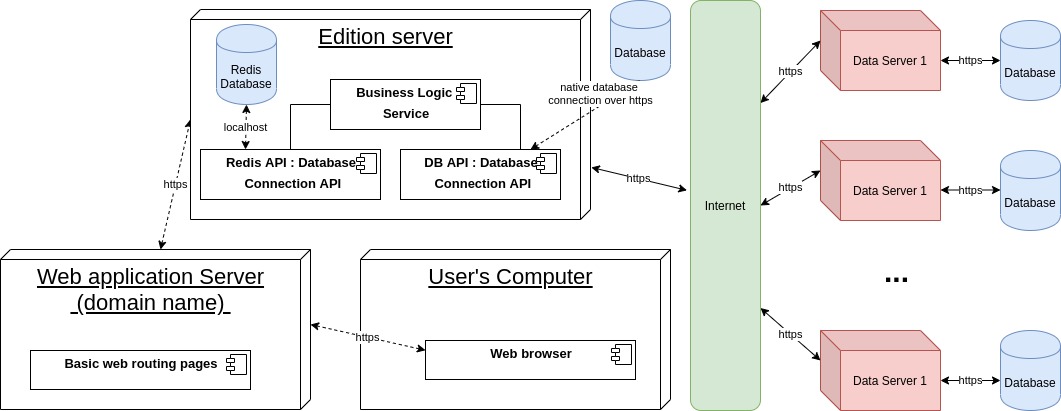 Edition server
Redis
Database
localhost
Business Logic
Service
Redis API : Database
Connection API
DB API : Database
Connection API
Database
native database
connection over https
https
https
Web application Server
(domain name)
Basic web routing pages
https
User's Computer
Web browser
Internet
https
Data Server 1
https
Database
https
Data Server 1
https
Database
...
https
Data Server 1
https
Database